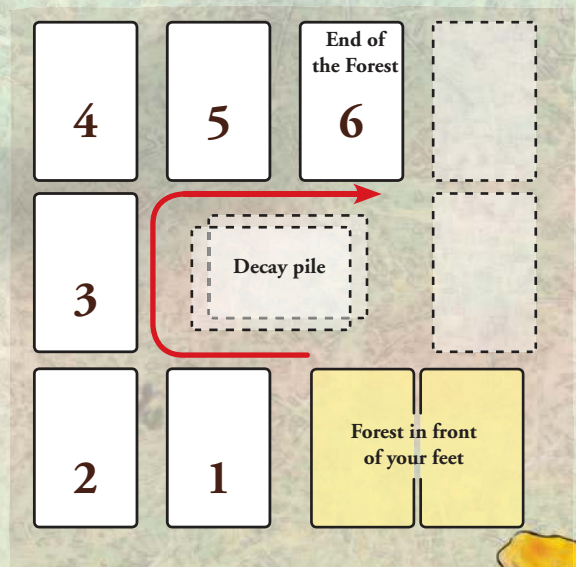 End of
the Forest
4
5
6
Decay pile
3
2
1
Forest in front
of your feet